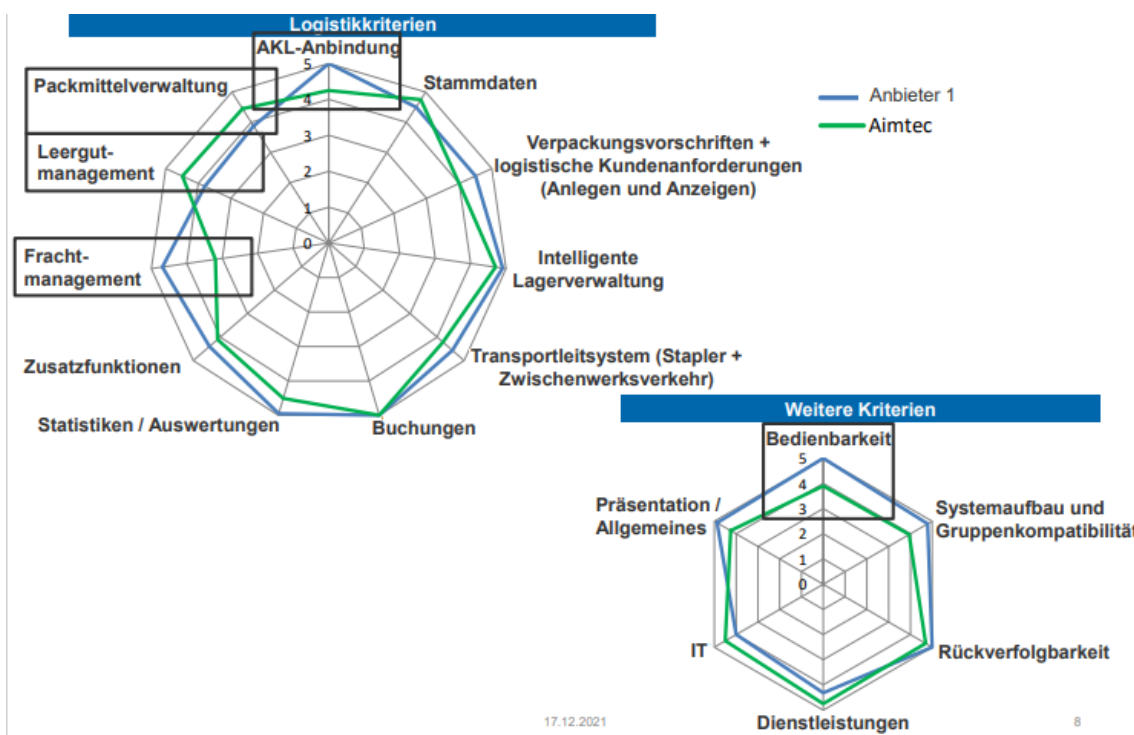 Logistikkriterien
AKL-Anbindung
5
4
3
2
1
0
Stammdaten
Verpackungsvorschriften +
logistische Kundenanforderungen
(Anlegen und Anzeigen)
Intelligente
Lagerverwaltung
Transportleitsystem (Stapler +
Zwischenwerksverkehr)
Buchungen
Statistiken / Auswertungen
Zusatzfunktionen
Fracht-
management
Leergut-
management
Packmittelverwaltung
Anbieter 1
Aimtec
Weitere Kriterien
Bedienbarkeit
5
4
3
2
1
0
Systemaufbau und
Gruppenkompatibilität
Rückverfolgbarkeit
Dienstleistungen
IT
Präsentation /
Allgemeines
17.12.2021
8